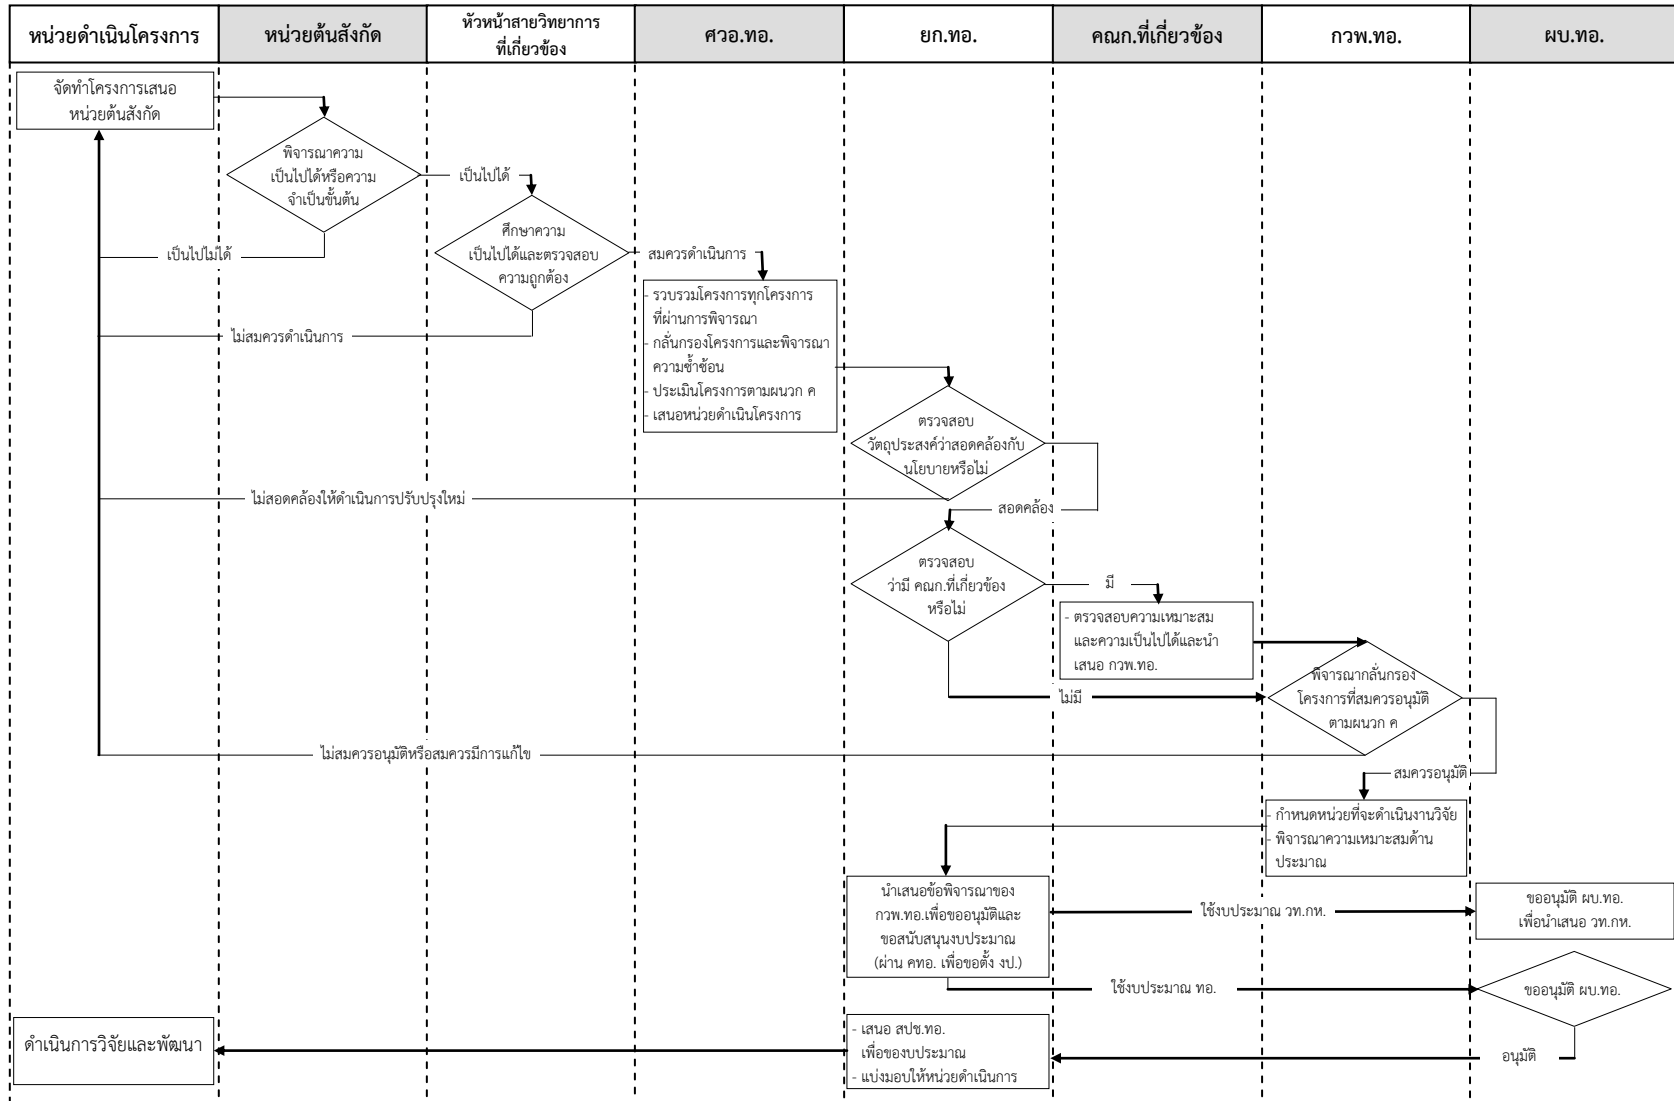 หน่วยดำเนินโครงการ
หน่วยต้นสังกัด
หัวหน้าสายวิทยาการ
ที่เกี่ยวข้อง
ศวอ.ทอ.
ยก.ทอ.
คณก.ที่เกี่ยวข้อง
กวพ.ทอ.
ผบ.ทอ.
จัดทำโครงการเสนอ
หน่วยต้นสังกัด
พิจารณาความ
เป็นไปได้หรือความ
จำเป็นขั้นต้น
เป็นไปได้
เป็นไปไม่ได้
ศึกษาความ
เป็นไปได้และตรวจสอบ
ความถูกต้อง
สมควรดำเนินการ
ไม่สมควรดำเนินการ
- รวบรวมโครงการทุกโครงการ
ที่ผ่านการพิจารณา
- กลั่นกรองโครงการและพิจารณา
ความซ้ำซ้อน
- ประเมินโครงการตามผนวก ค
- เสนอหน่วยดำเนินโครงการ
ตรวจสอบ
วัตถุประสงค์ว่าสอดคล้องกับ
นโยบายหรือไม่
ไม่สอดคล้องให้ดำเนินการปรับปรุงใหม่
สอดคล้อง
ตรวจสอบ
ว่ามี คณก.ที่เกี่ยวข้อง
หรือไม่
มี
- ตรวจสอบความเหมาะสม
และความเป็นไปได้และนำ
เสนอ กวพ.ทอ.
ไม่มี
พิจารณากลั่นกรอง
โครงการที่สมควรอนุมัติ
ตามผนวก ค
ไม่สมควรอนุมัติหรือสมควรมีการแก้ไข
สมควรอนุมัติ
- กำหนดหน่วยที่จะดำเนินงานวิจัย
- พิจารณาความเหมาะสมด้าน
ประมาณ
นำเสนอข้อพิจารณาของ
กวพ.ทอ.เพื่อขออนุมัติและ
ขอสนับสนุนงบประมาณ
(ผ่าน คทอ. เพื่อขอตั้ง งป.)
ใช้งบประมาณ วท.กห.
ขออนุมัติ ผบ.ทอ.
เพื่อนำเสนอ วท.กห.
ใช้งบประมาณ ทอ.
ขออนุมัติ ผบ.ทอ.
อนุมัติ
- เสนอ สปช.ทอ.
เพื่อของบประมาณ
- แบ่งมอบให้หน่วยดำเนินการ
ดำเนินการวิจัยและพัฒนา